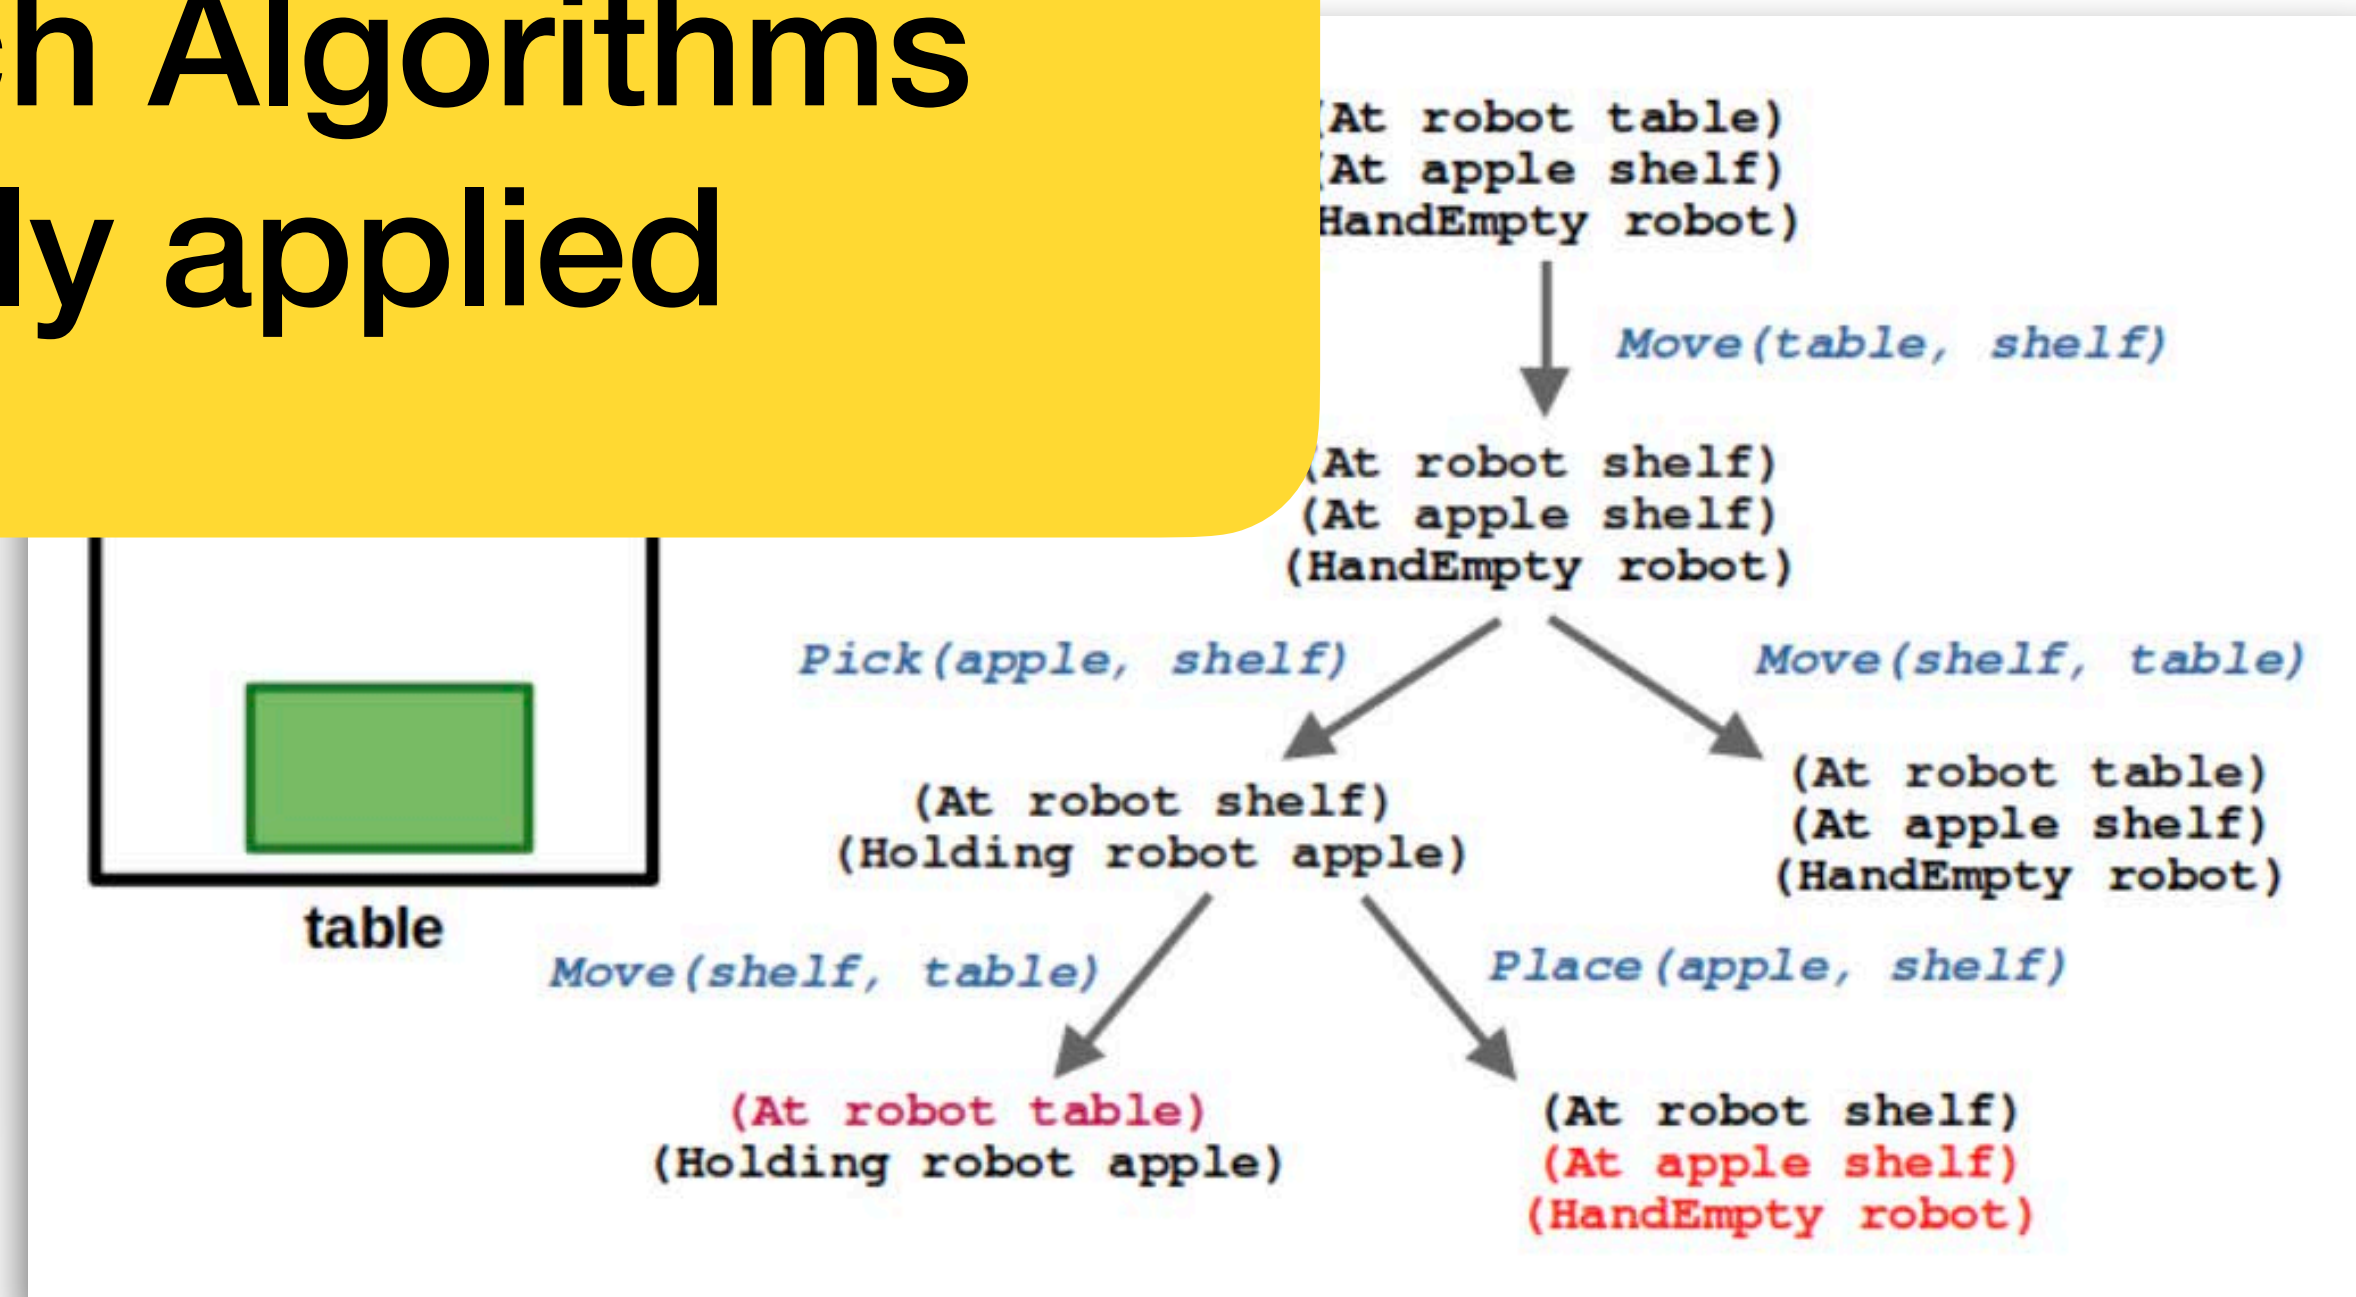 Algorithms
applied
(At robot table)
(At apple shelf)
HandEmpty robot)
Move(table, shelf)
(At robot shelf)
(At apple shelf)
(HandEmpty robot)
Pick(apple, shelf)
Move(shelf, table)
(At robot shelf)
(Holding robot apple)
(At robot table)
(At apple shelf)
(HandEmpty robot)
table
Move(shelf, table)
Place(apple, shelf)
(At robot table)
(Holding robot apple)
(At robot shelf)
(At apple shelf)
(HandEmpty robot)